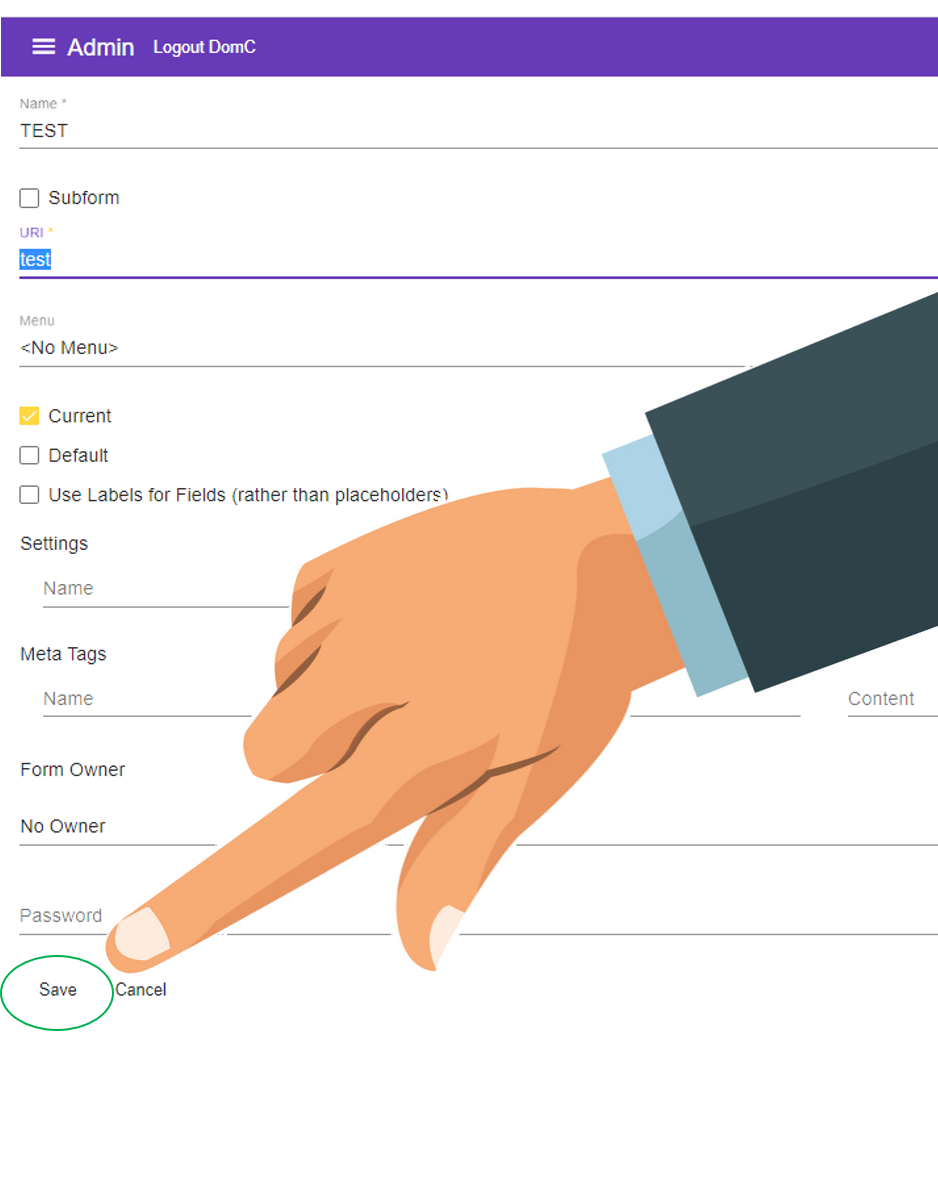 Admin Logout DomC
Name *
TEST
Subform
URI *
test
Menu
<No Menu>
Current
Default
Use Labels for Fields (rather than placeholders)
Settings
Name
Meta Tags
Name Content
Form Owner
No Owner
Password
Save Cancel